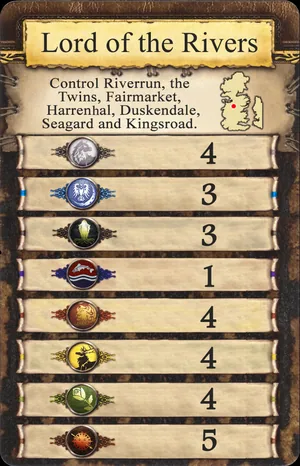 Lord of the Rivers
Control Riverrun, the
Twins, Fairmarket,
Harrenhal, Duskendale,
Seagard and Kingsroad.
4
3
3
1
4
4
4
5